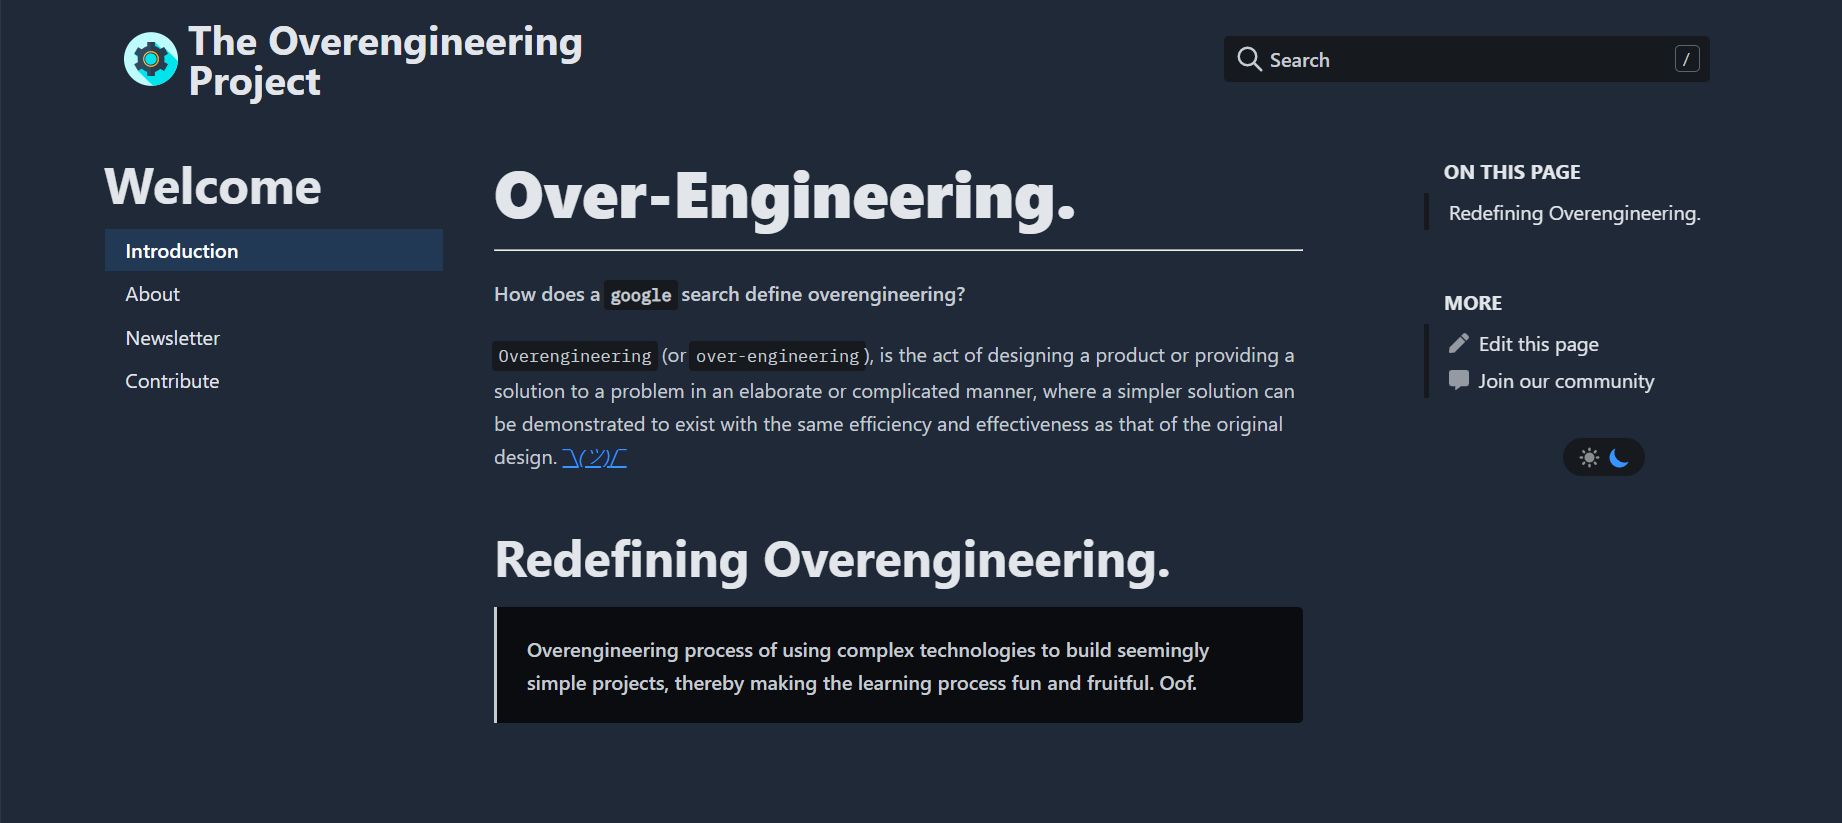 The Overengineering
Project
Search
/
Welcome
Introduction
About
Newsletter
Contribute
Over-Engineering.
How does a google search define overengineering?
Overengineering (or over-engineering), is the act of designing a product or providing a
solution to a problem in an elaborate or complicated manner, where a simpler solution can
be demonstrated to exist with the same efficiency and effectiveness as that of the original
design. ¯\(ツ)/¯
Redefining Overengineering.
Overengineering process of using complex technologies to build seemingly
simple projects, thereby making the learning process fun and fruitful. Oof.
ON THIS PAGE
Redefining Overengineering.
MORE
Edit this page
Join our community